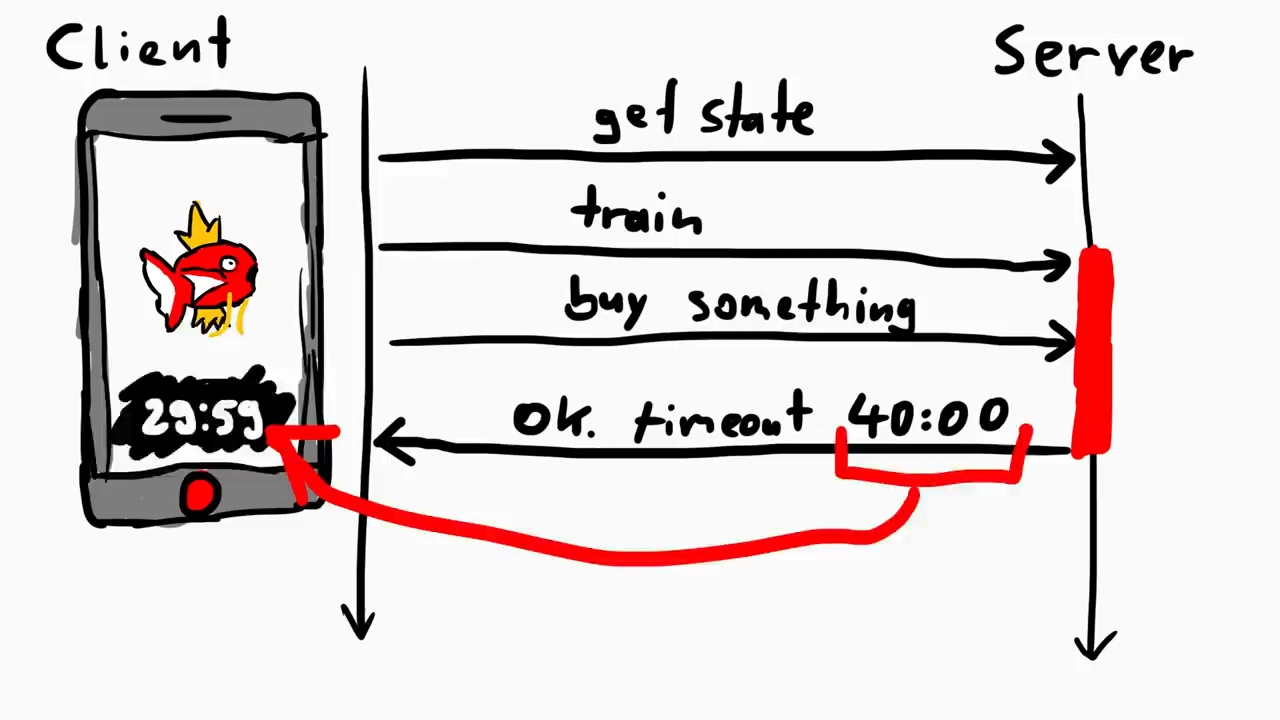 Client
Server
get state
train
buy something
OK. timeout 40:00
29:59